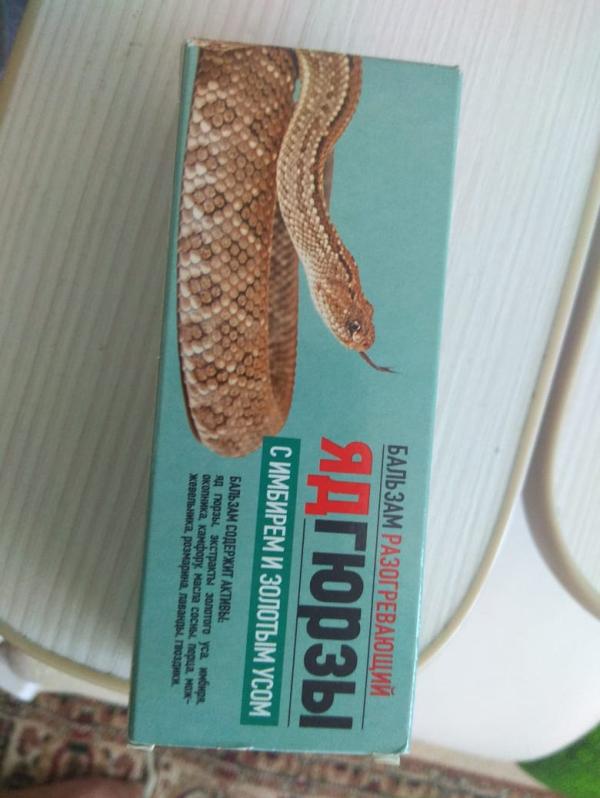 БАЛЬЗАМ РАЗОГРЕВАЮЩИЙ
ЯД ГЮРЗЫ
С ИМБИРЕМ И ЗОЛОТЫМ УСОМ
БАЛЬЗАМ СОДЕРЖИТ АКТИВЫ:
яд гюрзы, экстракты золотого уса, имбиря,
окопника, камфору, масла сосны, перца, мож-
жевельника, розмарина, лаванды, гвоздики.